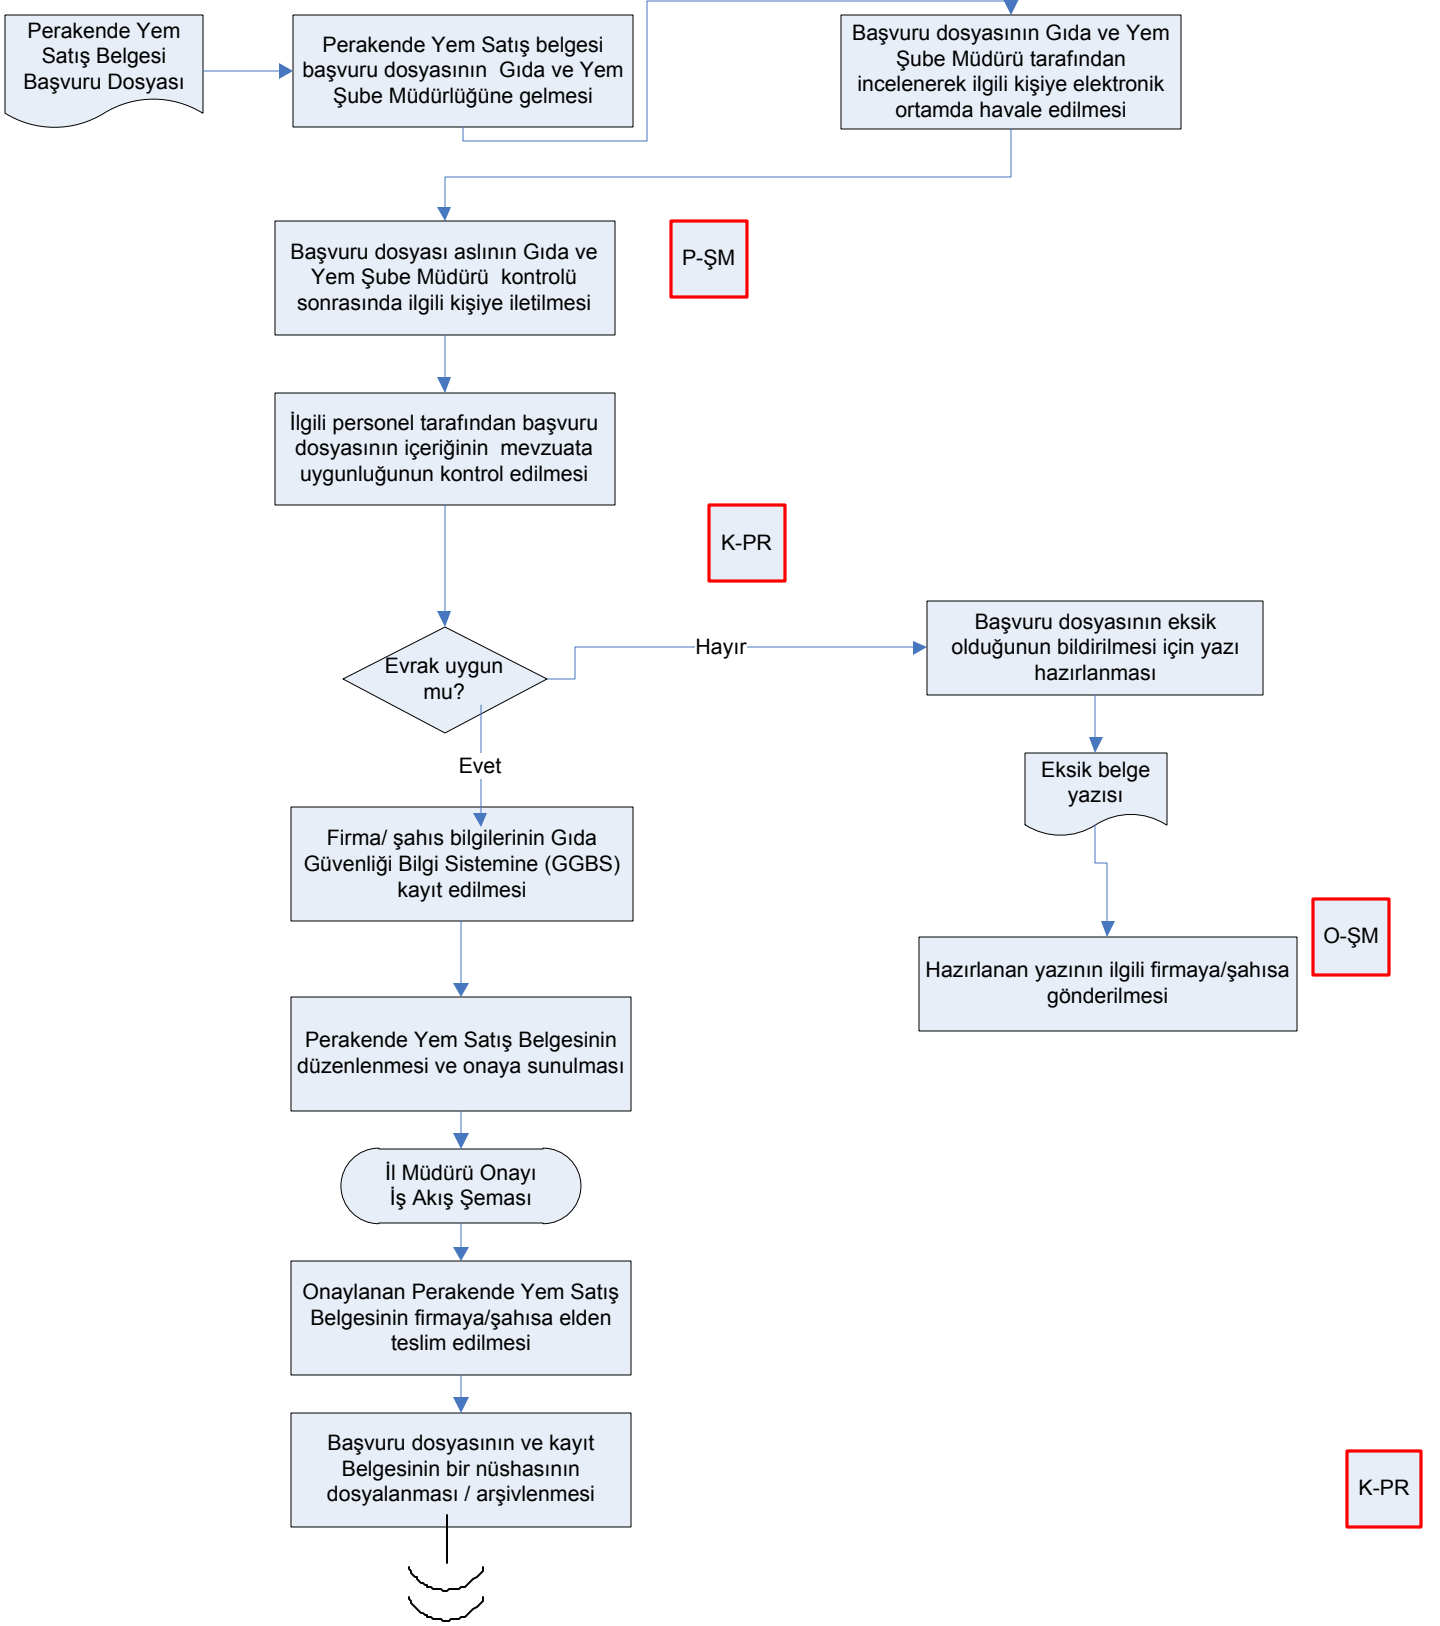 Perakende Yem
Satış Belgesi
Başvuru Dosyası
Perakende Yem Satış belgesi
başvuru dosyasının  Gıda ve Yem
Şube Müdürlüğüne gelmesi
Başvuru dosyasının Gıda ve Yem
Şube Müdürü tarafından
incelenerek ilgili kişiye elektronik
ortamda havale edilmesi
Başvuru dosyası aslının Gıda ve
Yem Şube Müdürü  kontrolü
sonrasında ilgili kişiye iletilmesi
P-ŞM
İlgili personel tarafından başvuru
dosyasının içeriğinin  mevzuata
uygunluğunun kontrol edilmesi
K-PR
Evrak uygun
mu?
Hayır
Başvuru dosyasının eksik
olduğunun bildirilmesi için yazı
hazırlanması
Evet
Eksik belge
yazısı
Firma/ şahıs bilgilerinin Gıda
Güvenliği Bilgi Sistemine (GGBS)
kayıt edilmesi
O-ŞM
Hazırlanan yazının ilgili firmaya/şahısa
gönderilmesi
Perakende Yem Satış Belgesinin
düzenlenmesi ve onaya sunulması
İl Müdürü Onayı
İş Akış Şeması
Onaylanan Perakende Yem Satış
Belgesinin firmaya/şahısa elden
teslim edilmesi
Başvuru dosyasının ve kayıt
Belgesinin bir nüshasının
dosyalanması / arşivlenmesi
K-PR